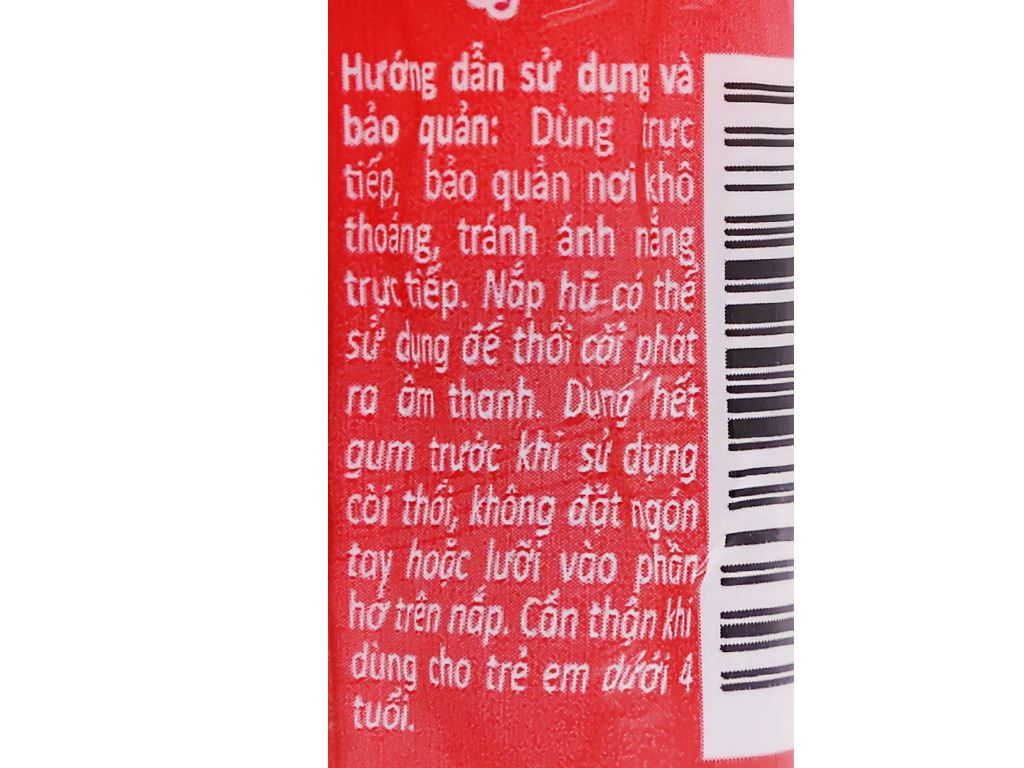 Hướng dẫn sử dụng và
bảo quản: Dùng trực
tiếp, bảo quản nơi khô
thoáng, tránh ánh nắng
trực tiếp. Nắp hũ có thể
sử dụng để thổi còi phát
ra âm thanh. Dùng hết
gum trước khi sử dụng
còi thổi, không đặt ngón
tay hoặc lưỡi vào phần
hở trên nắp. Cẩn thận khi
dùng cho trẻ em dưới 4
tuổi.